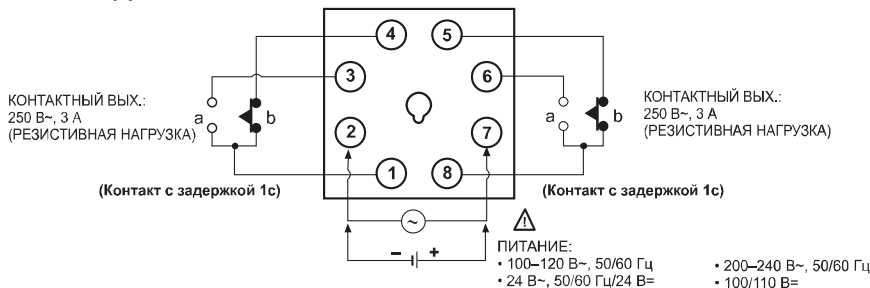 4
5
3
6
КОНТАКТНЫЙ ВЫХ.:
250 В~, 3 А
(РЕЗИСТИВНАЯ НАГРУЗКА)
a
b
2
7
a
b
КОНТАКТНЫЙ ВЫХ.:
250 В~, 3 А
(РЕЗИСТИВНАЯ НАГРУЗКА)
1
8
(Контакт с задержкой 1с)
(Контакт с задержкой 1с)
~
− +
ПИТАНИЕ:
• 100–120 В~, 50/60 Гц
• 24 В~, 50/60 Гц/24 В=
• 200–240 В~, 50/60 Гц
• 100/110 В=